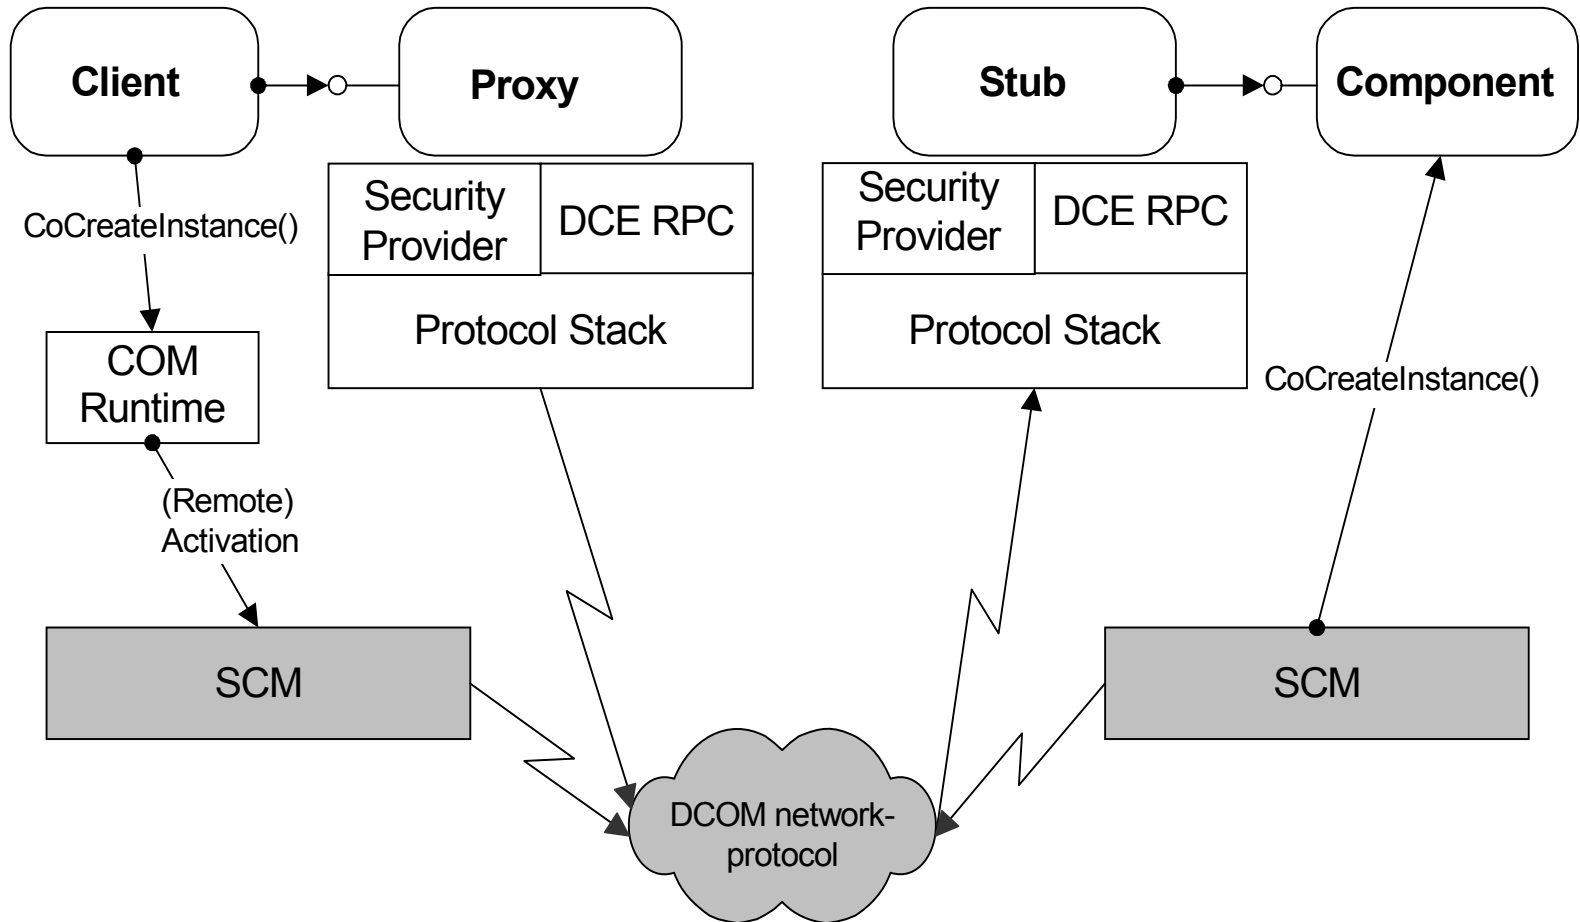 Client
Proxy
Stub
Component
Security
Provider
DCE RPC
Security
Provider
DCE RPC
CoCreateInstance()
Protocol Stack
Protocol Stack
COM
Runtime
CoCreateInstance()
(Remote)
Activation
SCM
SCM
DCOM network-
protocol